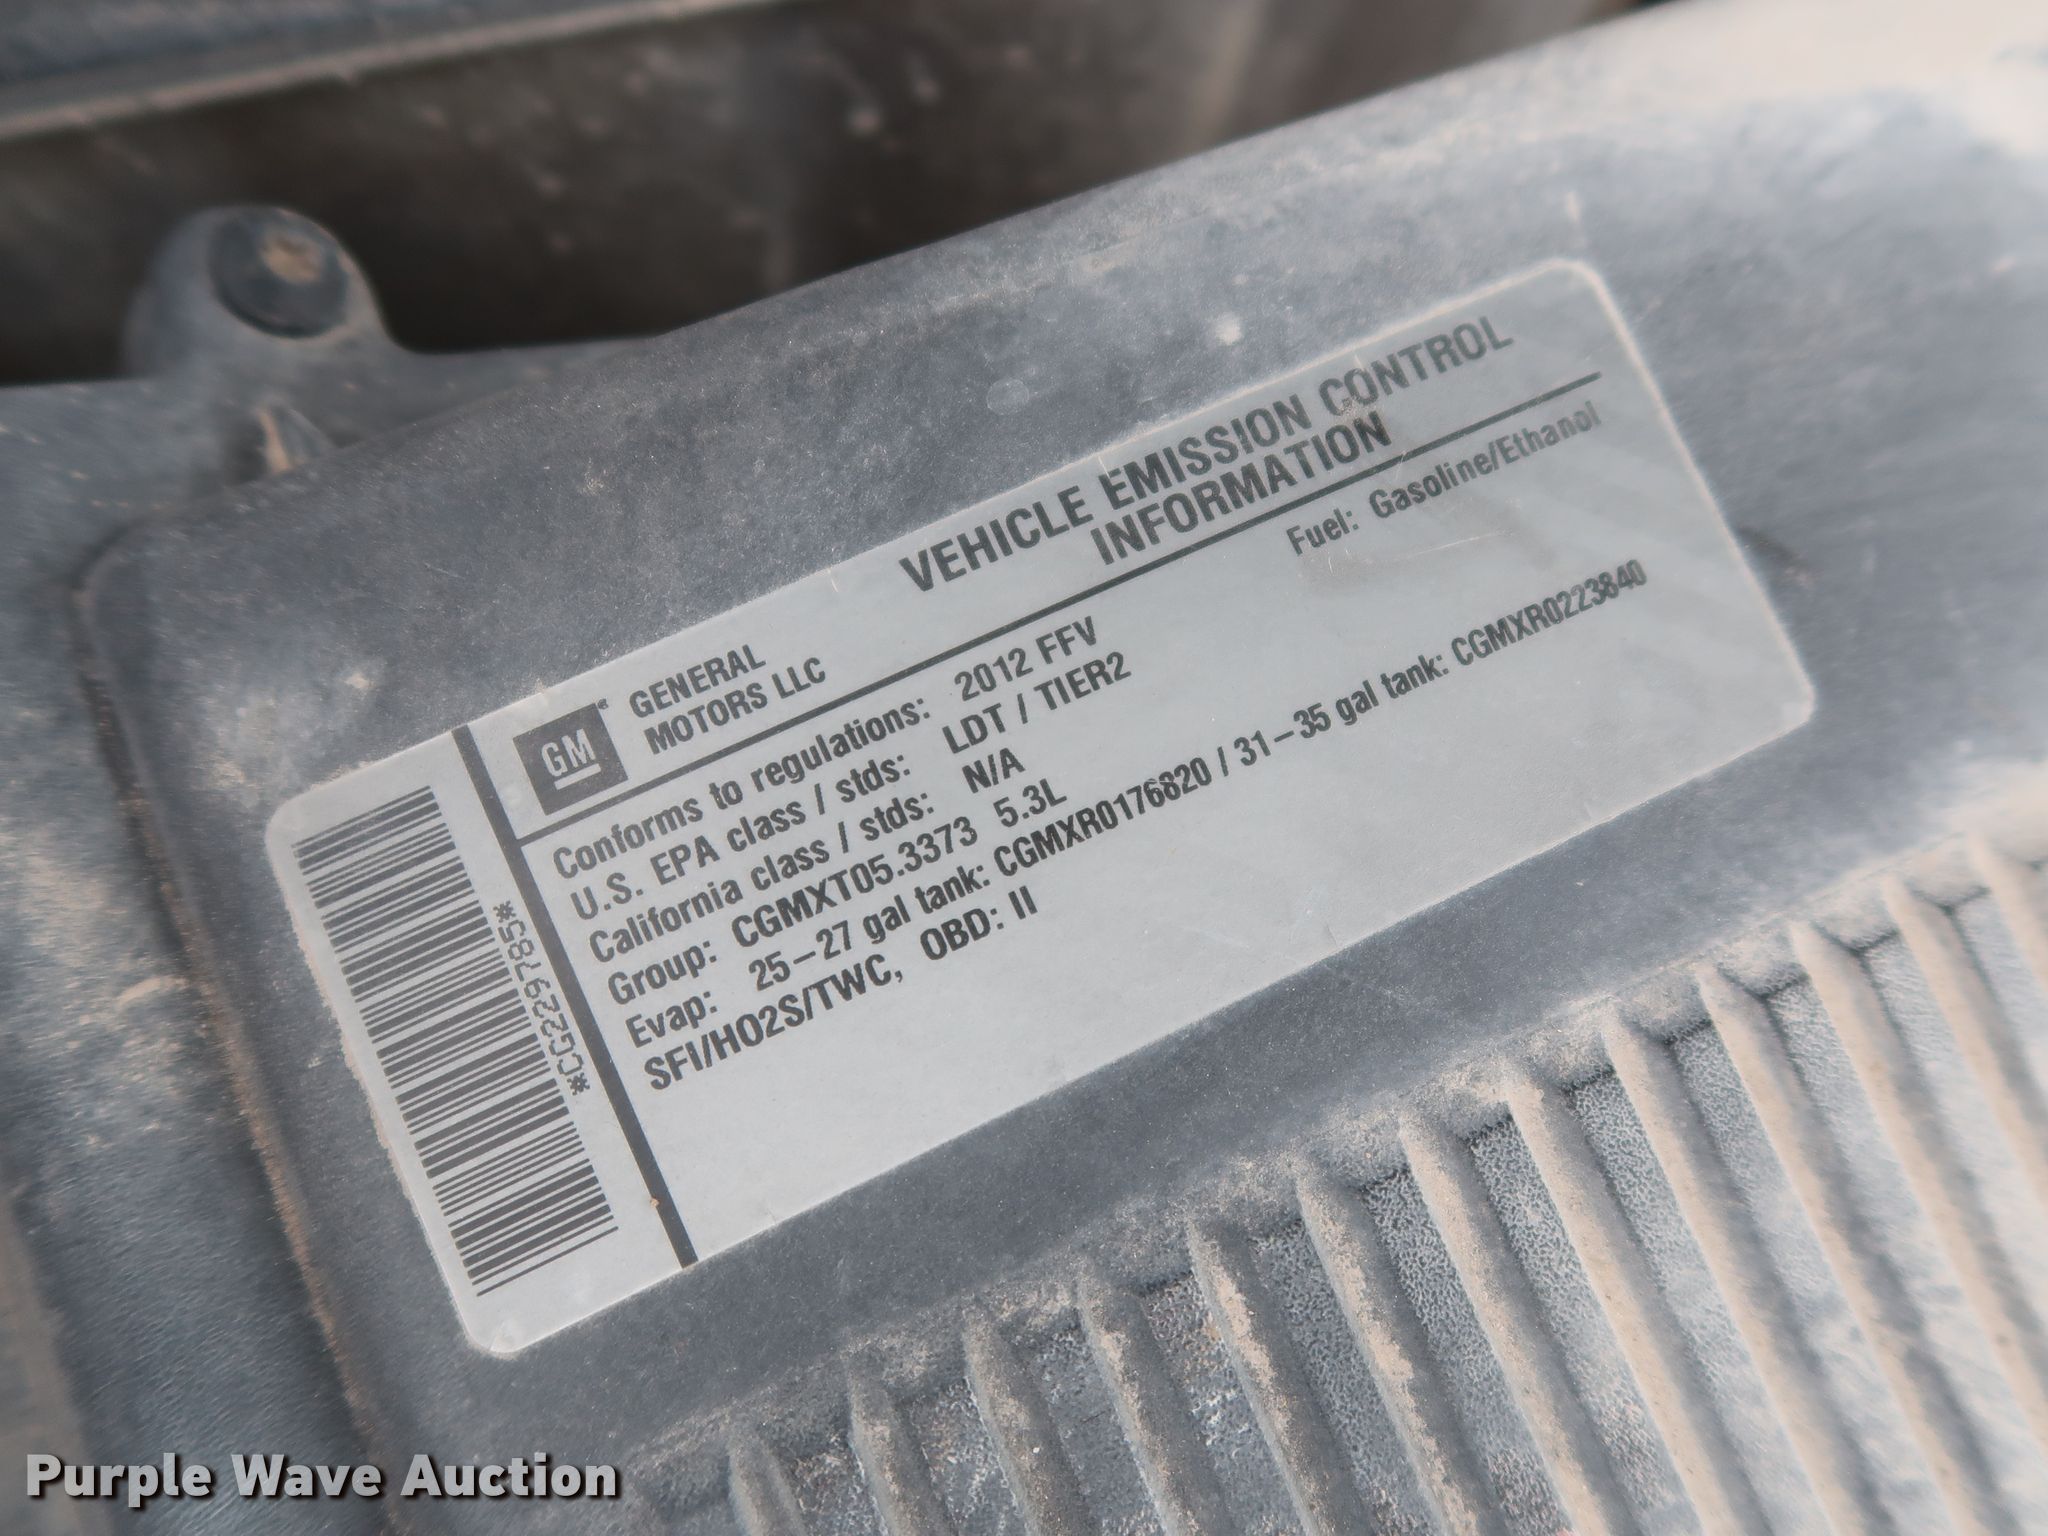 VEHICLE EMISSION CONTROL
INFORMATION
GM
GENERAL
MOTORS LLC
Fuel: Gasoline/Ethanol
Conforms to regulations: 2012 FFV
U.S. EPA class / stds: LDT / TIER2
California class / stds: N/A
Group: CGMXT05.3373 5.3L
Evap: 25-27 gal tank: CGMXR0176820 / 31-35 gal tank: CGMXR0223840
SFI/HO2S/TWC, OBD: II
*CG229785*
Purple Wave Auction